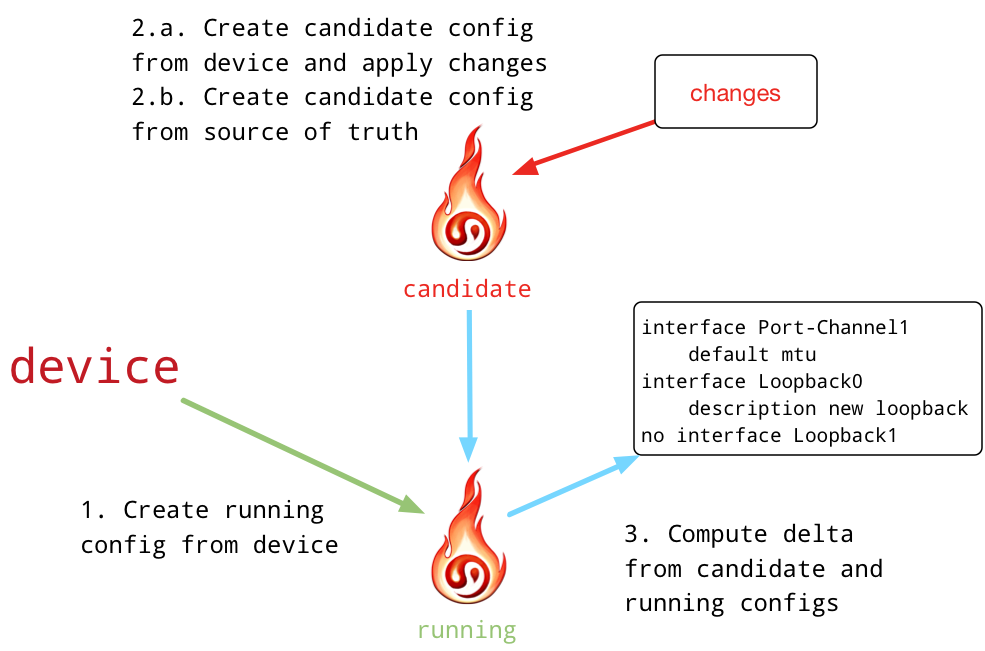 2.a. Create candidate config
from device and apply changes
2.b. Create candidate config
from source of truth
changes
candidate
device
interface Port-Channel1
    default mtu
interface Loopback0
    description new loopback
no interface Loopback1
1. Create running
config from device
3. Compute delta
from candidate and
running configs
running